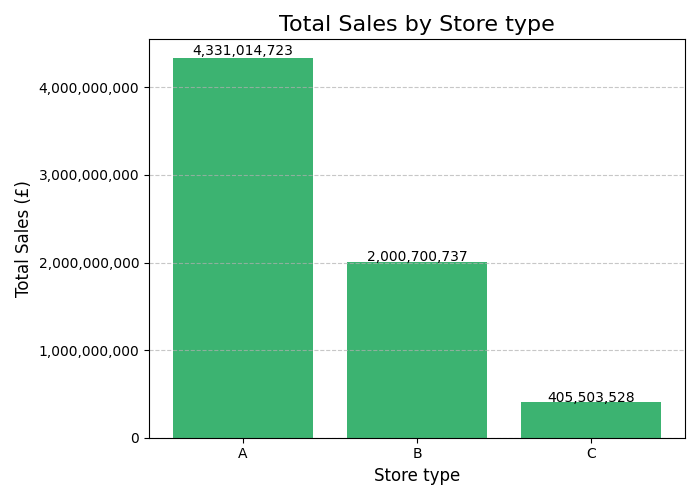 Total Sales by Store type
4,331,014,723
4,000,000,000
3,000,000,000
2,000,700,737
2,000,000,000
1,000,000,000
405,503,528
0
A B C
Store type
Total Sales (£)